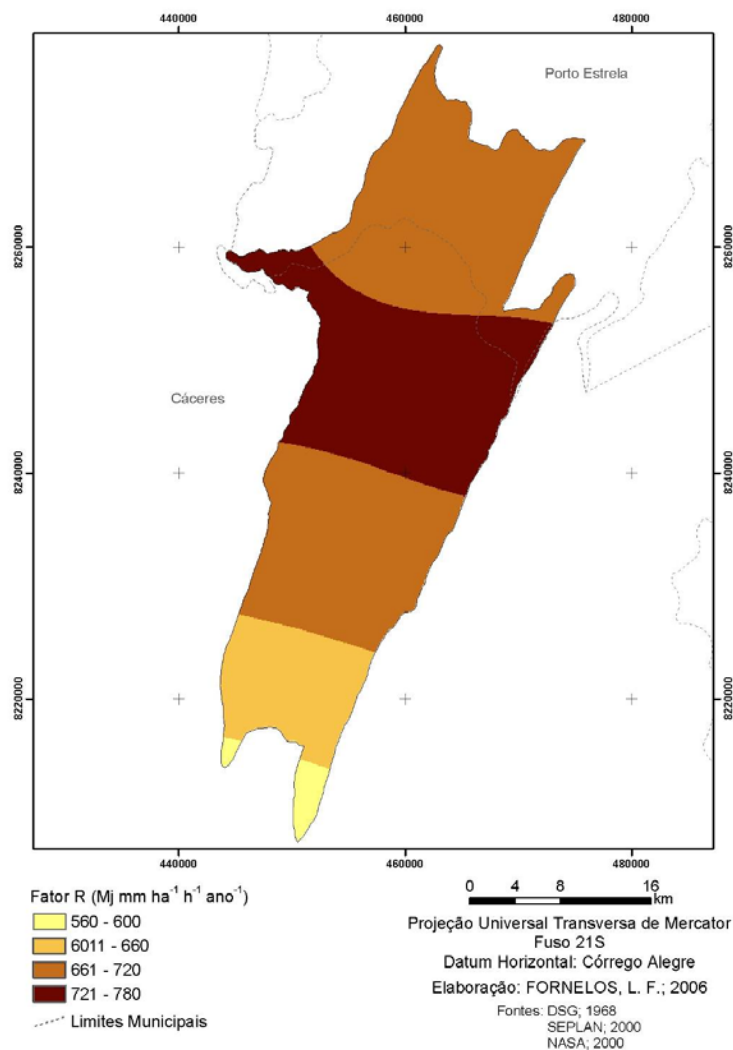 440000 460000 480000
Porto Estrela
8260000 8260000
Cáceres
8240000 8240000
8220000 8220000
440000 460000 480000
Fator R (Mj mm ha⁻¹ h⁻¹ ano⁻¹)
560 - 600
6011 - 660
661 - 720
721 - 780
Limites Municipais
0 4 8 16
km
Projeção Universal Transversa de Mercator
Fuso 21S
Datum Horizontal: Córrego Alegre
Elaboração: FORNELOS, L. F.; 2006
Fontes: DSG; 1968
SEPLAN; 2000
NASA; 2000